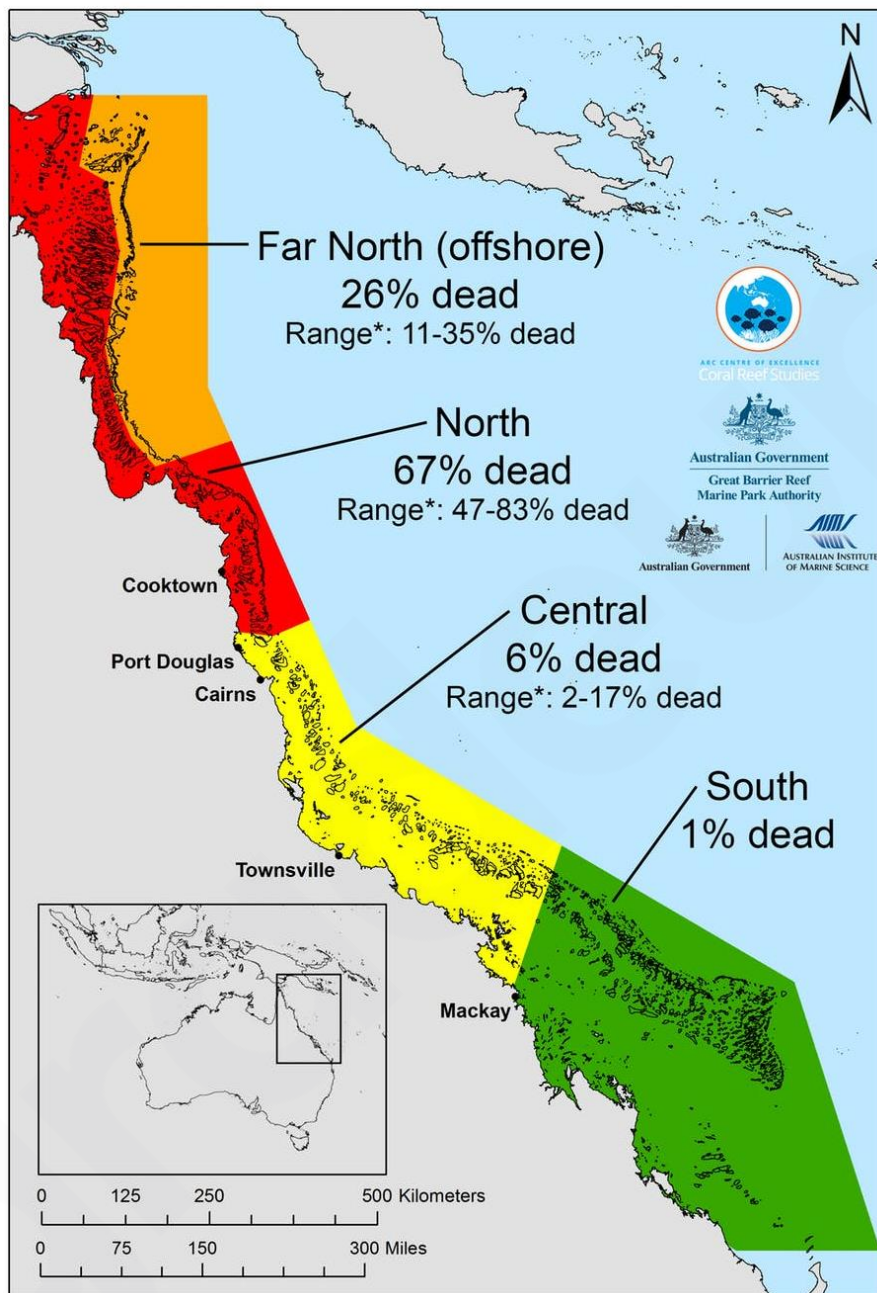 N
Far North (offshore)
26% dead
Range*: 11-35% dead
ARC CENTRE OF EXCELLENCE
Coral Reef Studies
North
67% dead
Range*: 47-83% dead
Australian Government
Great Barrier Reef
Marine Park Authority
Australian Government
AIMS
AUSTRALIAN INSTITUTE
OF MARINE SCIENCE
Cooktown
Central
6% dead
Range*: 2-17% dead
Port Douglas
Cairns
South
1% dead
Townsville
Mackay
0 125 250 500 Kilometers
0 75 150 300 Miles